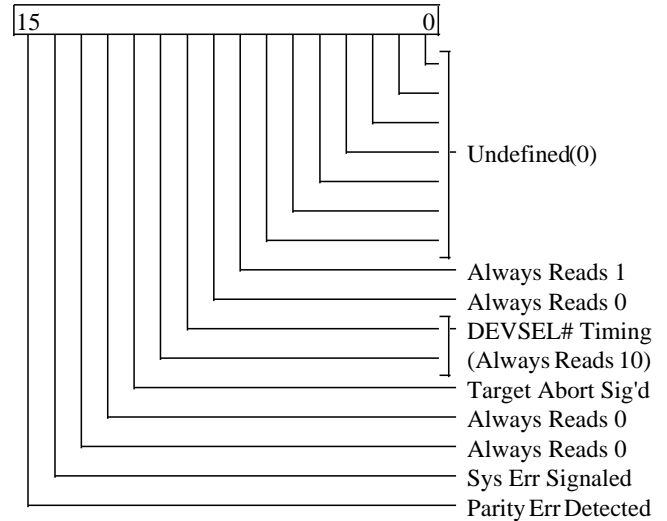 15 0
Undefined(0)
Always Reads 1
Always Reads 0
DEVSEL# Timing
(Always Reads 10)
Target Abort Sig'd
Always Reads 0
Always Reads 0
Sys Err Signaled
Parity Err Detected